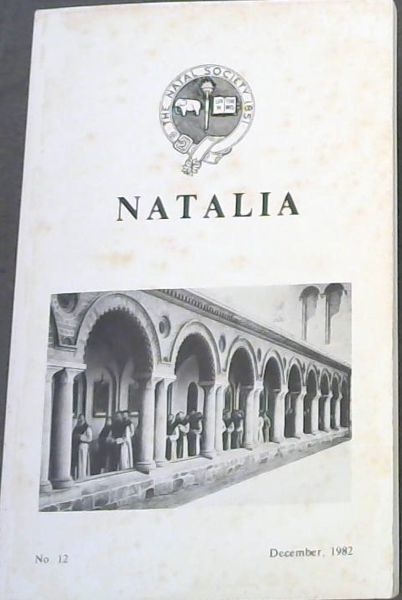 THE NATAL SOCIETY 1851
NATALIA
No 12
December, 1982